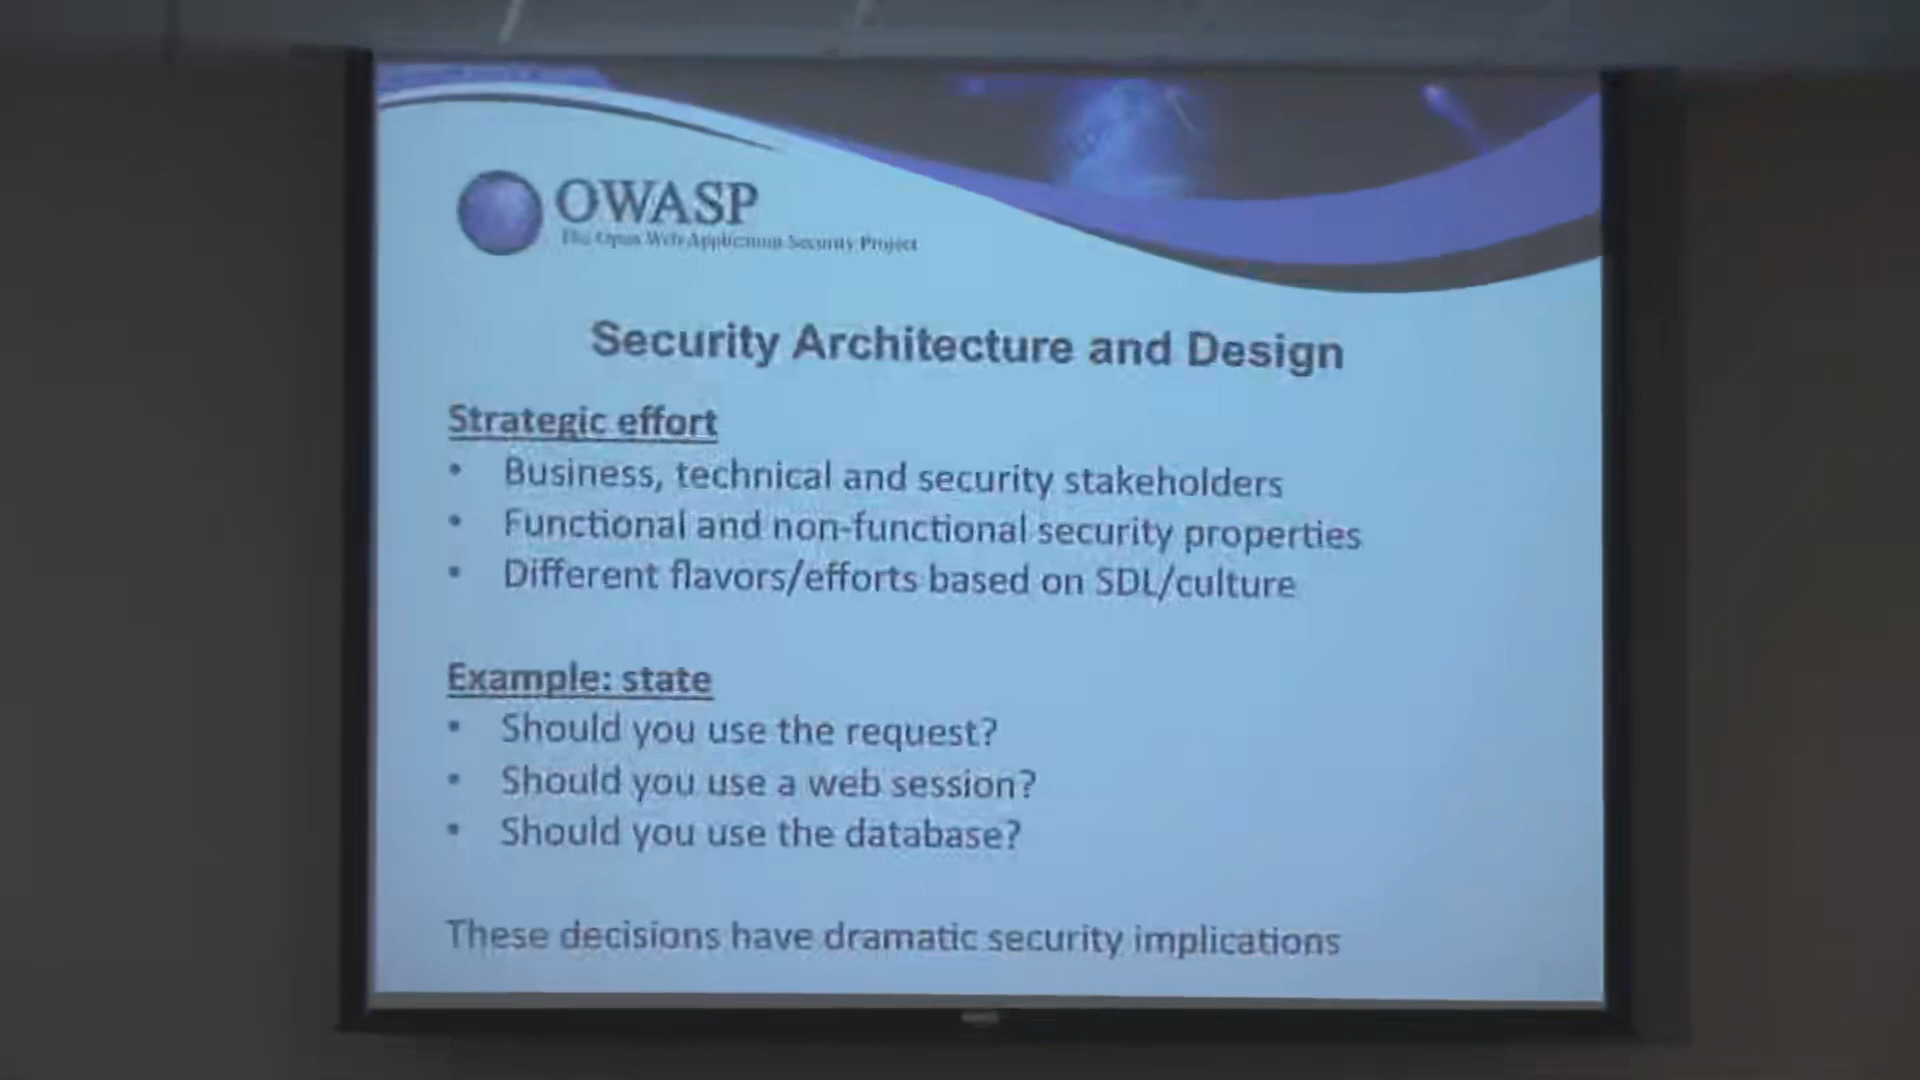 OWASP
The Open Web Application Security Project
Security Architecture and Design
Strategic effort
• Business, technical and security stakeholders
• Functional and non-functional security properties
• Different flavors/efforts based on SDL/culture
Example: state
• Should you use the request?
• Should you use a web session?
• Should you use the database?
These decisions have dramatic security implications